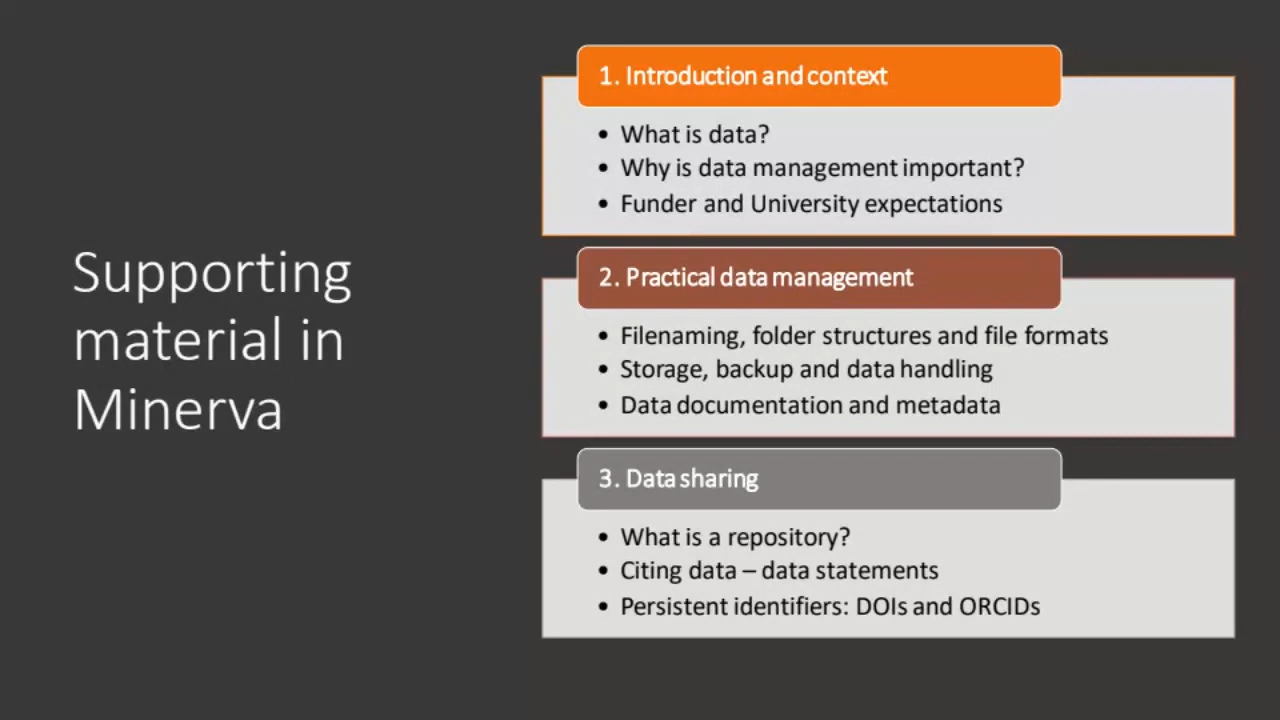 Supporting
material in
Minerva
1. Introduction and context
• What is data?
• Why is data management important?
• Funder and University expectations
2. Practical data management
• Filenaming, folder structures and file formats
• Storage, backup and data handling
• Data documentation and metadata
3. Data sharing
• What is a repository?
• Citing data – data statements
• Persistent identifiers: DOIs and ORCIDs